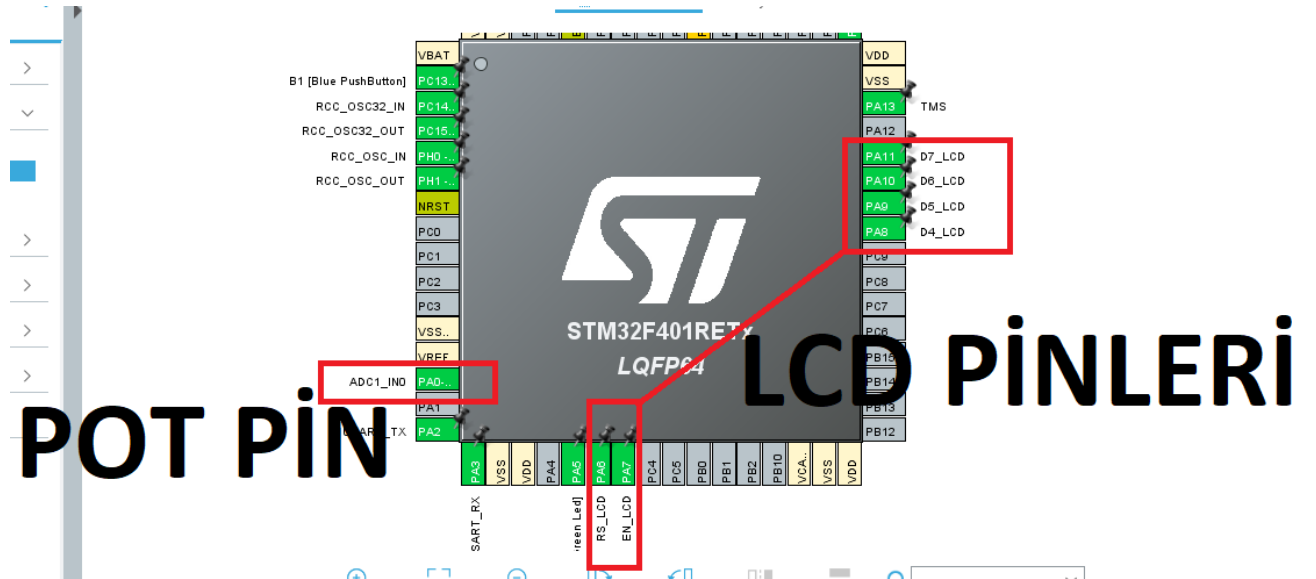 VBAT
B1 [Blue PushButton] PC13..
RCC_OSC32_IN PC14..
RCC_OSC32_OUT PC15..
RCC_OSC_IN PH0 -..
RCC_OSC_OUT PH1 -..
NRST
PC0
PC1
PC2
PC3
VSS..
VREF
ADC1_IN0 PA0-..
PA1
PA2
POT PİN
VDD
VSS
PA13 TMS
PA12
PA11 D7_LCD
PA10 D6_LCD
PA9 D5_LCD
PA8 D4_LCD
PC9
PC8
PC7
PC6
PB15
PB14
PB13
PB12
STM32F401RETx
LQFP64
LCD PİNLERİ
PA3 VSS VDD PA4 PA5 PA6 PA7 PC4 PC5 PB0 PB1 PB2 PB10 VCA.. VSS VDD
SART_RX
reen Led]
RS_LCD
EN_LCD